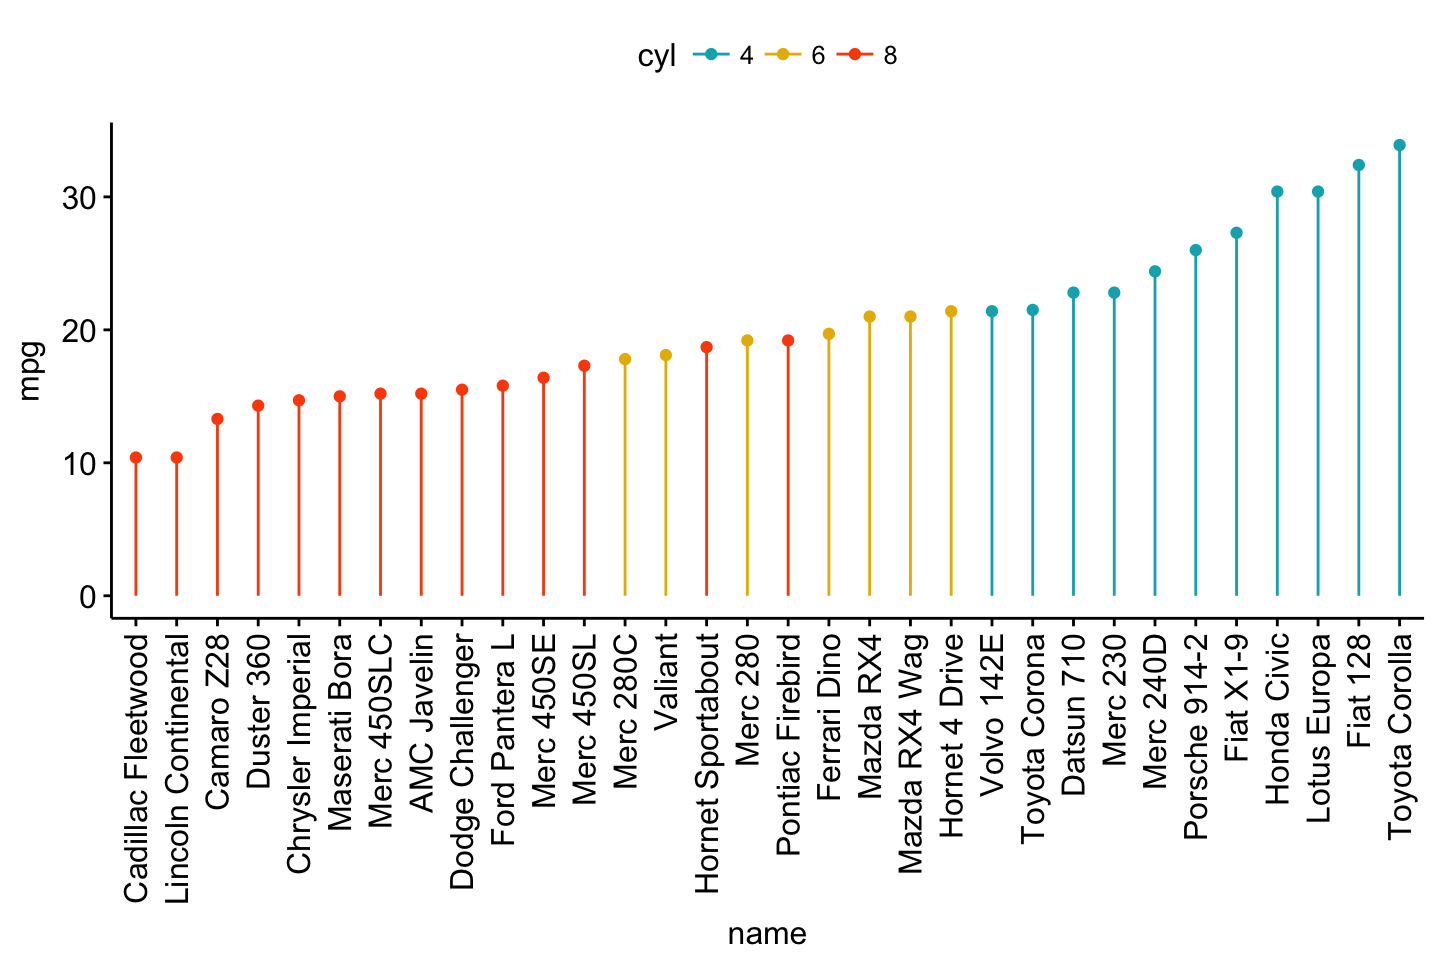 cyl 4 6 8
30
20
10
0
mpg
Cadillac Fleetwood
Lincoln Continental
Camaro Z28
Duster 360
Chrysler Imperial
Maserati Bora
Merc 450SLC
AMC Javelin
Dodge Challenger
Ford Pantera L
Merc 450SE
Merc 450SL
Merc 280C
Valiant
Hornet Sportabout
Merc 280
Pontiac Firebird
Ferrari Dino
Mazda RX4
Mazda RX4 Wag
Hornet 4 Drive
Volvo 142E
Toyota Corona
Datsun 710
Merc 230
Merc 240D
Porsche 914-2
Fiat X1-9
Honda Civic
Lotus Europa
Fiat 128
Toyota Corolla
name